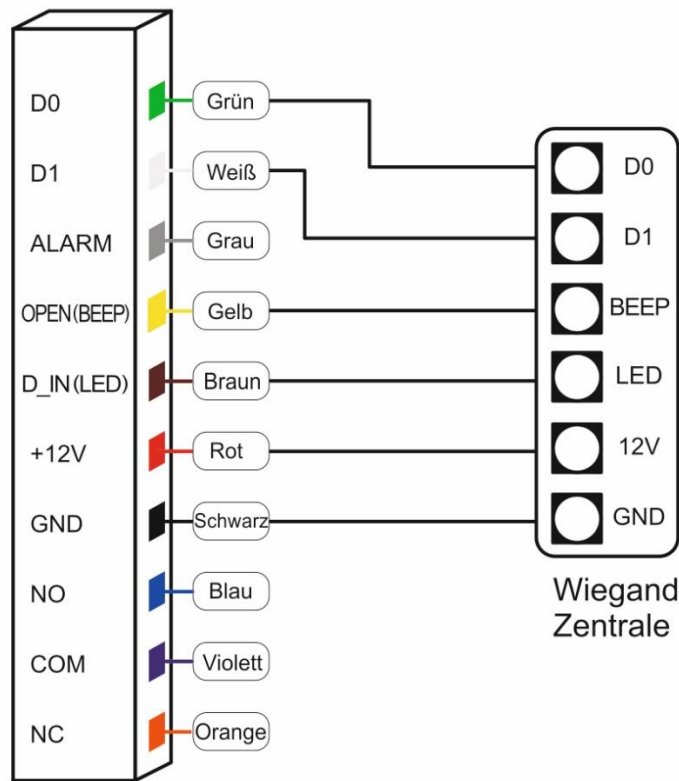 D0 Grün
D1 Weiß
ALARM Grau
OPEN(BEEP) Gelb
D_IN(LED) Braun
+12V Rot
GND Schwarz
NO Blau
COM Violett
NC Orange
D0
D1
BEEP
LED
12V
GND
Wiegand
Zentrale